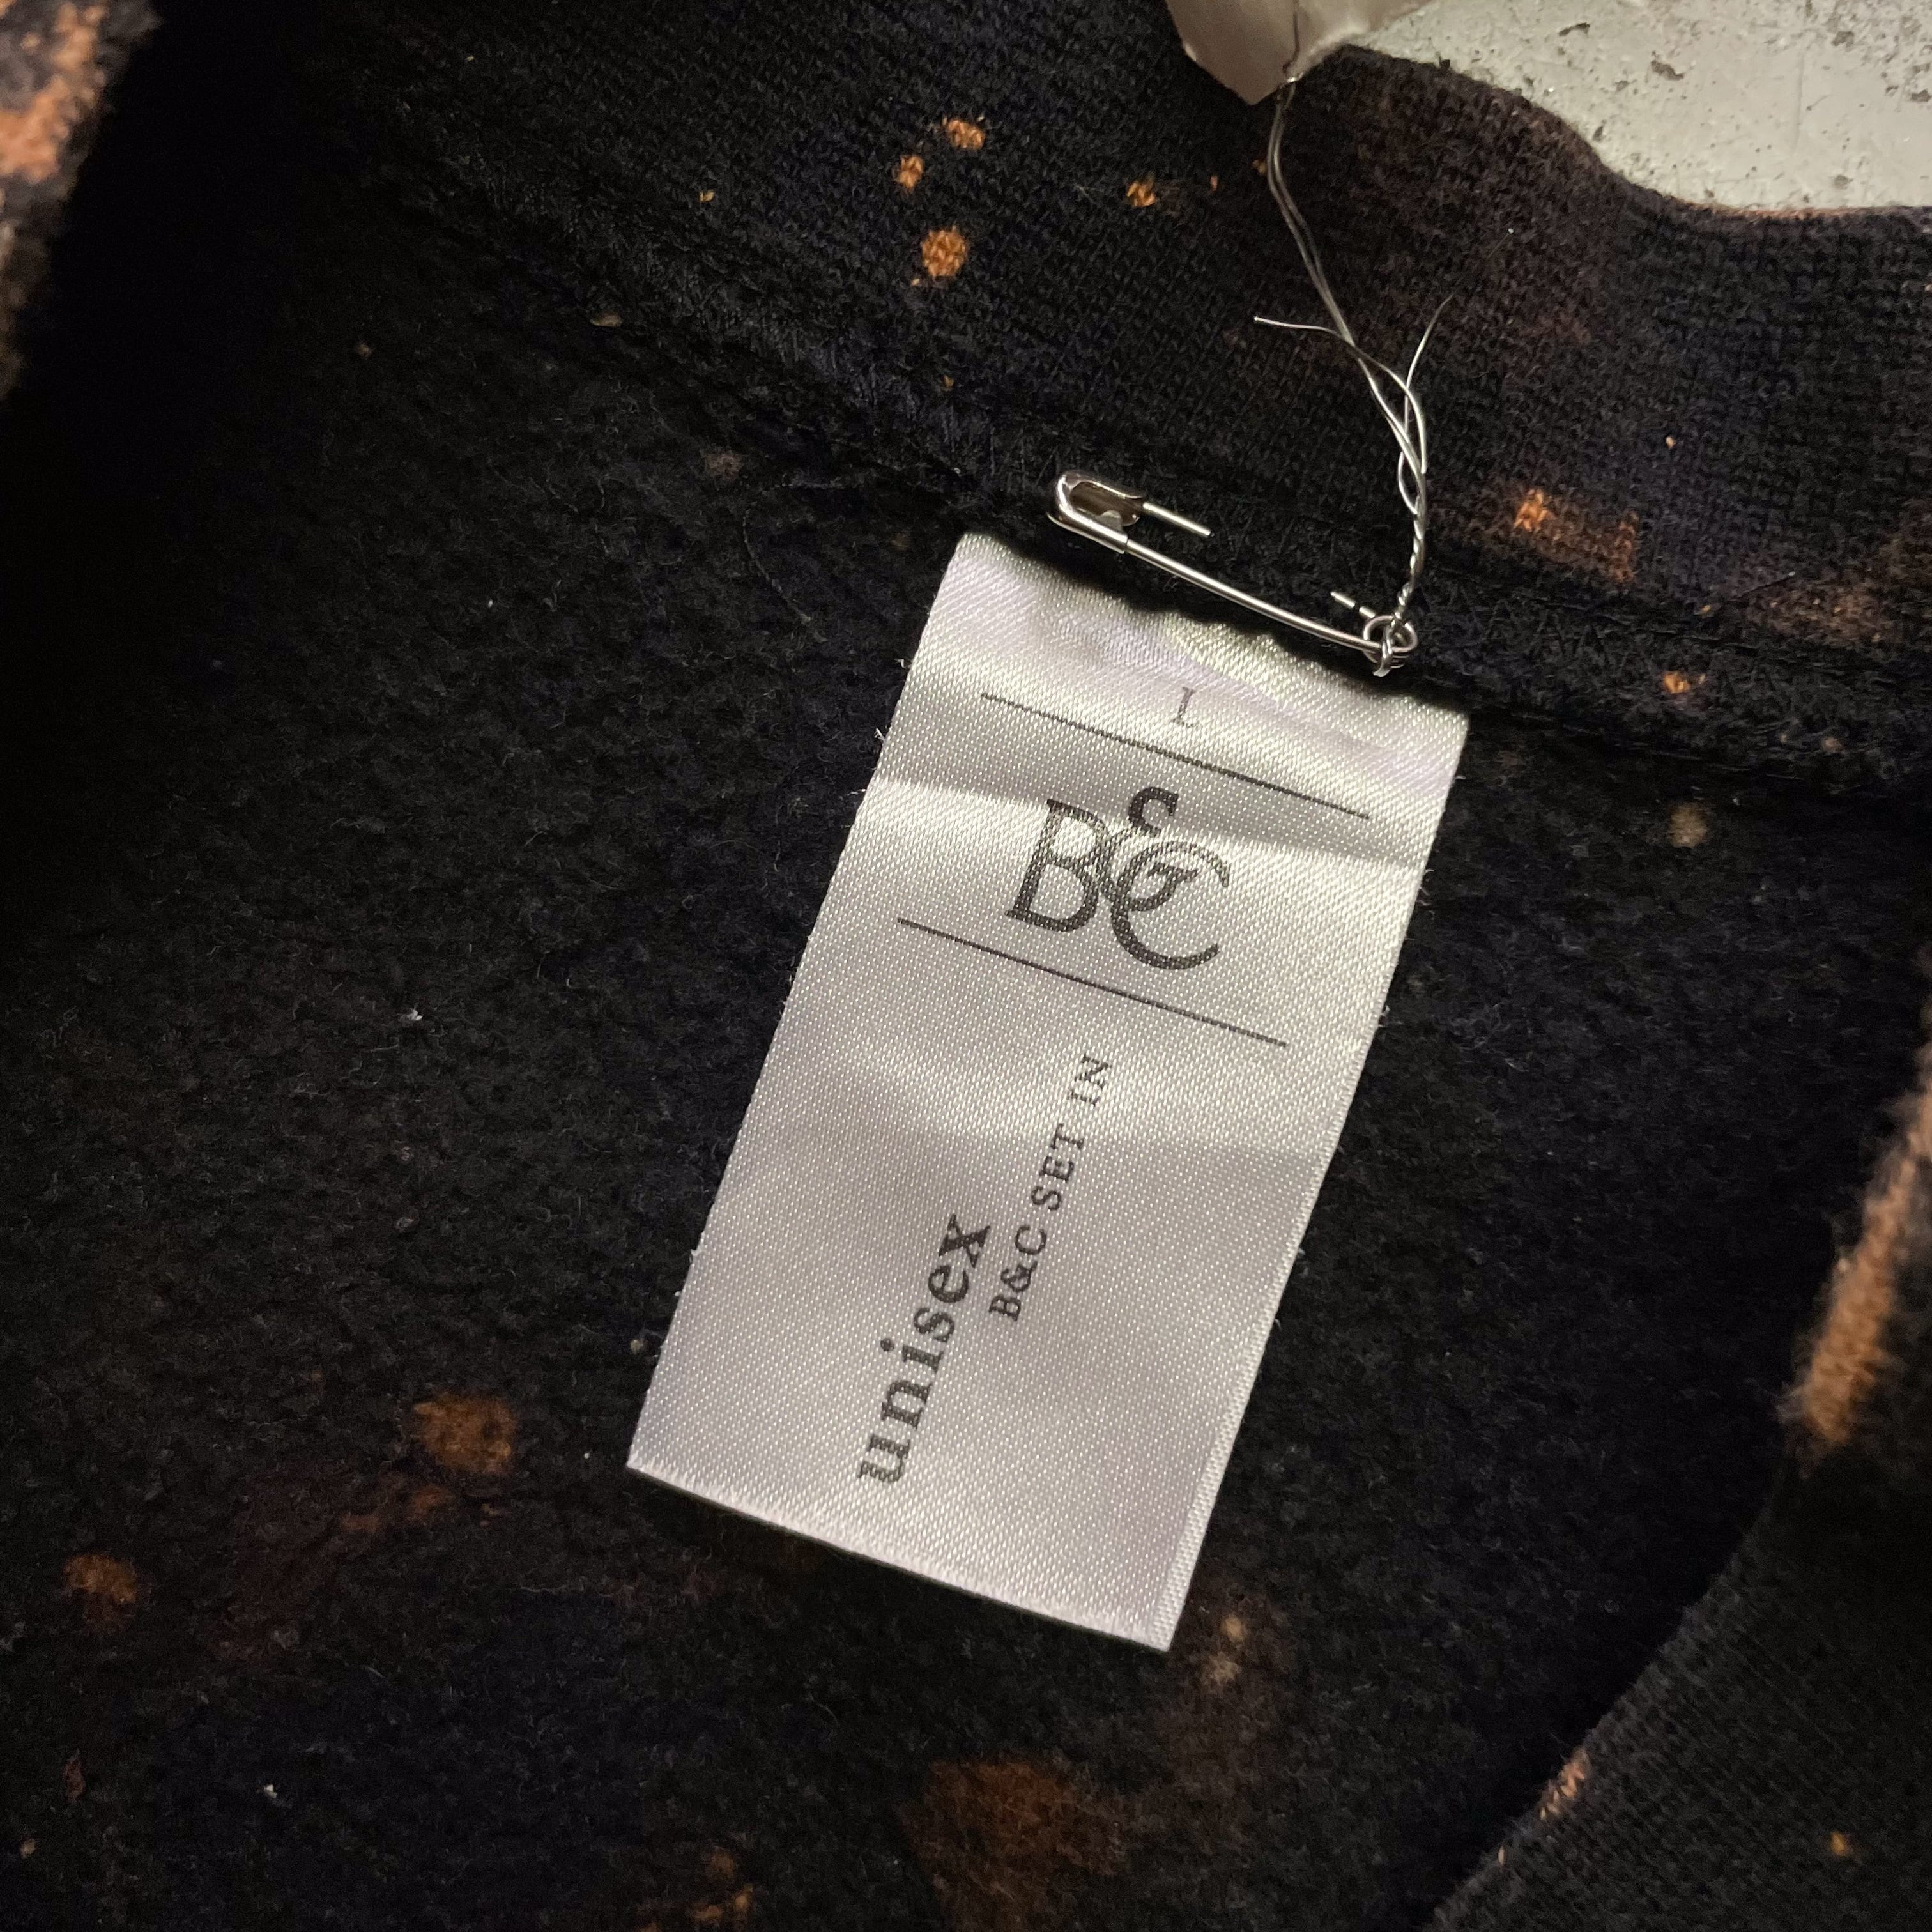 L
B&C
unisex
B&C SET IN